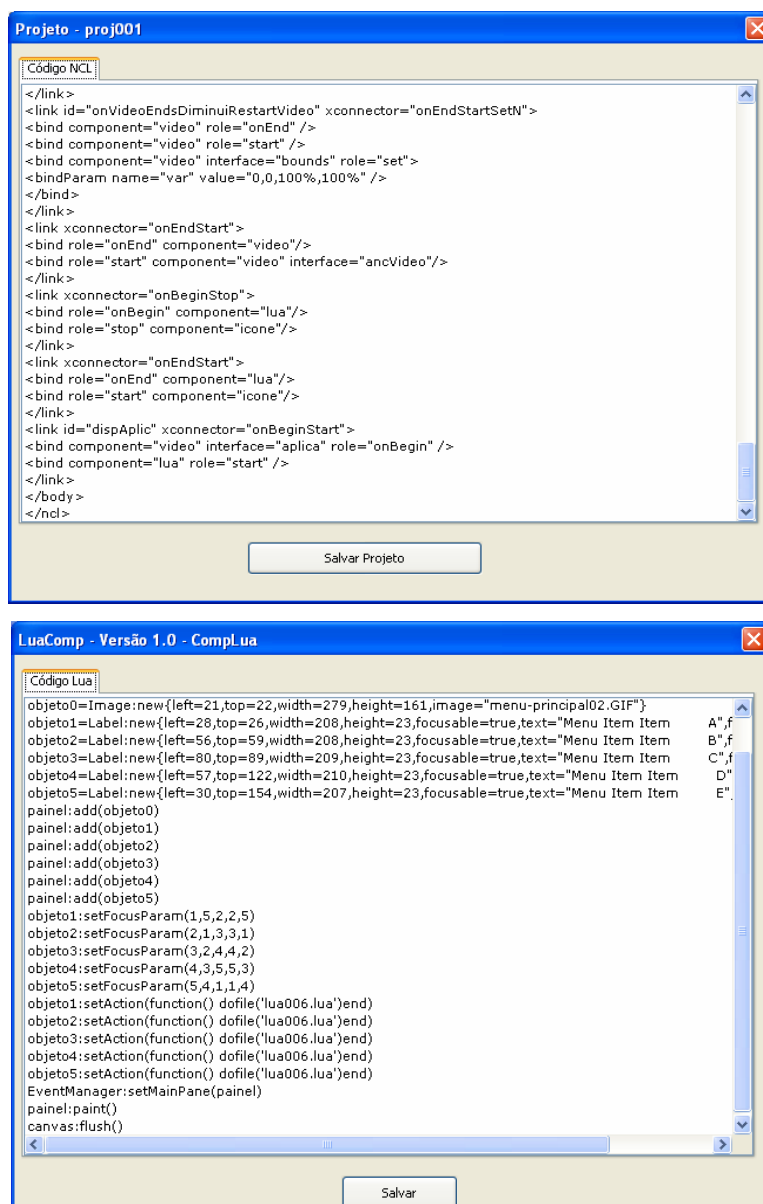 Projeto - proj001
Código NCL
</link>
<link id="onVideoEndsDiminuiRestartVideo" xconnector="onEndStartSetN">
<bind component="video" role="onEnd" />
<bind component="video" role="start" />
<bind component="video" interface="bounds" role="set">
<bindParam name="var" value="0,0,100%,100%" />
</bind>
</link>
<link xconnector="onEndStart">
<bind role="onEnd" component="video"/>
<bind role="start" component="video" interface="ancVideo"/>
</link>
<link xconnector="onBeginStop">
<bind role="onBegin" component="lua"/>
<bind role="stop" component="icone"/>
</link>
<link xconnector="onEndStart">
<bind role="onEnd" component="lua"/>
<bind role="start" component="icone"/>
</link>
<link id="dispAplic" xconnector="onBeginStart">
<bind component="video" interface="aplica" role="onBegin" />
<bind component="lua" role="start" />
</link>
</body>
</ncl>
Salvar Projeto
LuaComp - Versão 1.0 - CompLua
Código Lua
objeto0=Image:new{left=21,top=22,width=279,height=161,image="menu-principal02.GIF"}
objeto1=Label:new{left=28,top=26,width=208,height=23,focusable=true,text="Menu Item Item A",f
objeto2=Label:new{left=56,top=59,width=208,height=23,focusable=true,text="Menu Item Item B",f
objeto3=Label:new{left=80,top=89,width=209,height=23,focusable=true,text="Menu Item Item C",f
objeto4=Label:new{left=57,top=122,width=210,height=23,focusable=true,text="Menu Item Item D"
objeto5=Label:new{left=30,top=154,width=207,height=23,focusable=true,text="Menu Item Item E"
painel:add(objeto0)
painel:add(objeto1)
painel:add(objeto2)
painel:add(objeto3)
painel:add(objeto4)
painel:add(objeto5)
objeto1:setFocusParam(1,5,2,2,5)
objeto2:setFocusParam(2,1,3,3,1)
objeto3:setFocusParam(3,2,4,4,2)
objeto4:setFocusParam(4,3,5,5,3)
objeto5:setFocusParam(5,4,1,1,4)
objeto1:setAction(function() dofile('lua006.lua')end)
objeto2:setAction(function() dofile('lua006.lua')end)
objeto3:setAction(function() dofile('lua006.lua')end)
objeto4:setAction(function() dofile('lua006.lua')end)
objeto5:setAction(function() dofile('lua006.lua')end)
EventManager:setMainPane(painel)
painel:paint()
canvas:flush()
Salvar